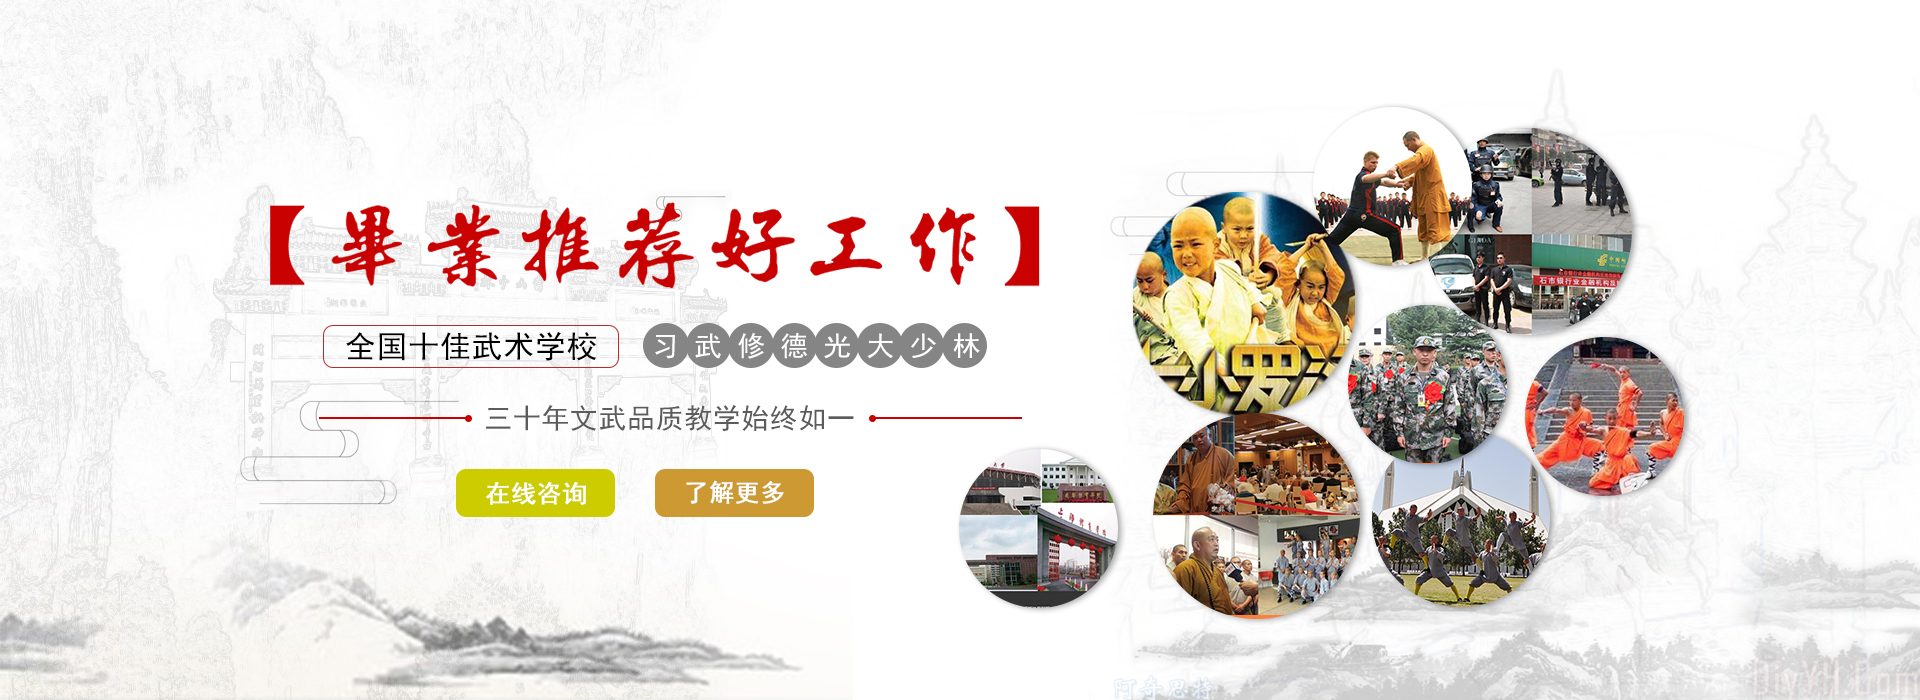 【畢業推荐好工作】
全国十佳武术学校
习武修德光大少林
三十年文武品质教学始终如一
在线咨询
了解更多